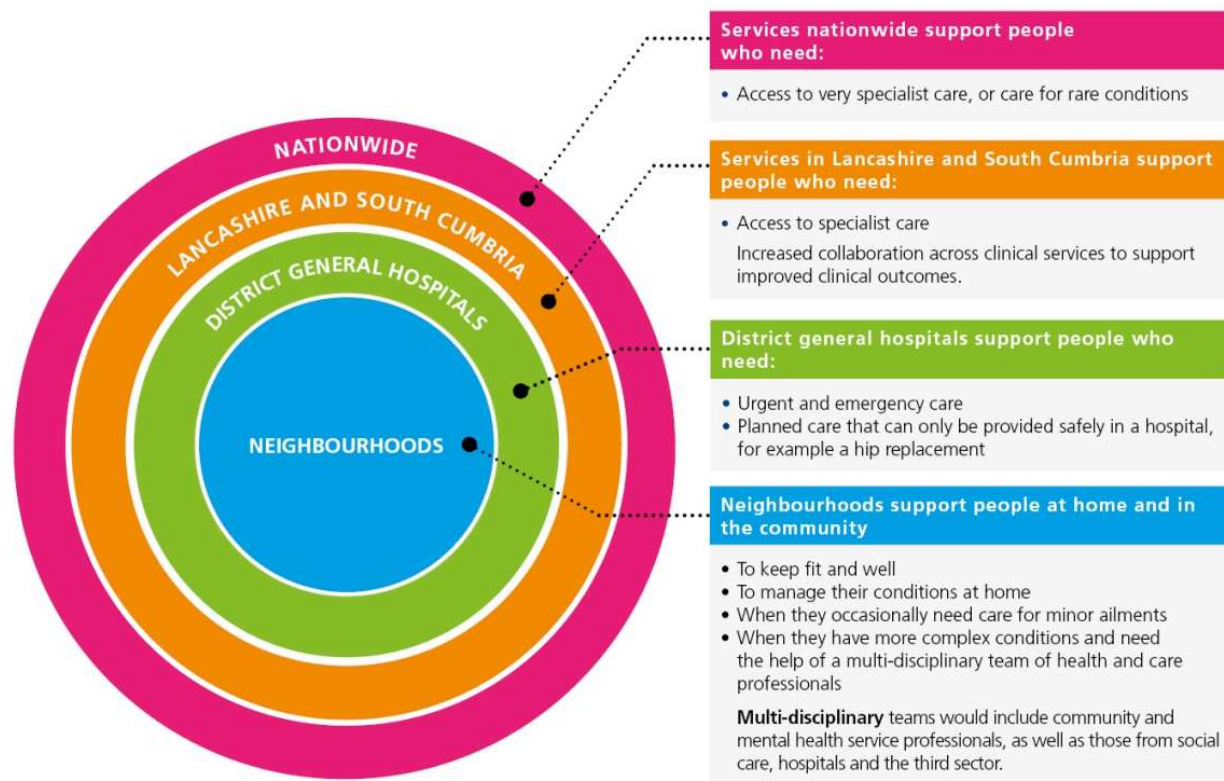 NATIONWIDE
LANCASHIRE AND SOUTH CUMBRIA
DISTRICT GENERAL HOSPITALS
NEIGHBOURHOODS
Services nationwide support people
who need:
• Access to very specialist care, or care for rare conditions
Services in Lancashire and South Cumbria support
people who need:
• Access to specialist care
Increased collaboration across clinical services to support
improved clinical outcomes.
District general hospitals support people who
need:
• Urgent and emergency care
• Planned care that can only be provided safely in a hospital,
for example a hip replacement
Neighbourhoods support people at home and in
the community
• To keep fit and well
• To manage their conditions at home
• When they occasionally need care for minor ailments
• When they have more complex conditions and need
the help of a multi-disciplinary team of health and care
professionals
Multi-disciplinary teams would include community and
mental health service professionals, as well as those from social
care, hospitals and the third sector.